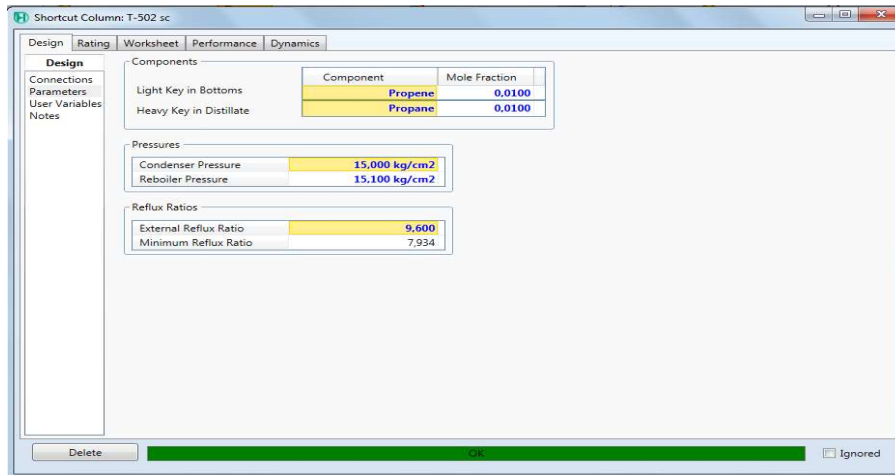 Shortcut Column: T-502 sc
Design Rating Worksheet Performance Dynamics
Design
Connections
Parameters
User Variables
Notes
Components
Component Mole Fraction
Light Key in Bottoms Propene 0,0100
Heavy Key in Distillate Propane 0,0100
Pressures
Condenser Pressure 15,000 kg/cm2
Reboiler Pressure 15,100 kg/cm2
Reflux Ratios
External Reflux Ratio 9,600
Minimum Reflux Ratio 7,934
Delete OK Ignored